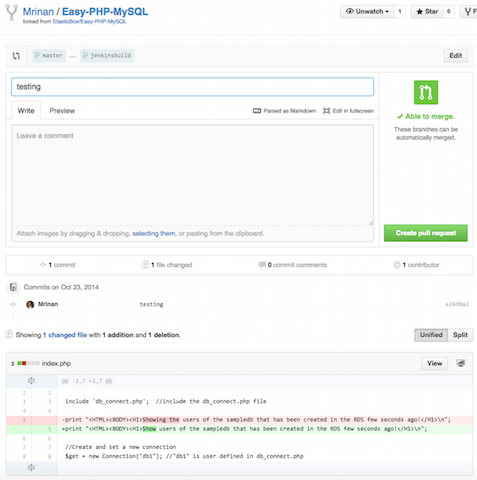 Mrinan / Easy-PHP-MySQL
forked from ElasticBox/Easy-PHP-MySQL
Unwatch 1
Star 0
F
master ... jenkinsbuild
Edit
testing
Write Preview
Parsed as Markdown Edit in fullscreen
Leave a comment
Attach images by dragging & dropping, selecting them, or pasting from the clipboard.
Able to merge.
These branches can be
automatically merged.
Create pull request
1 commit 1 file changed 0 commit comments 1 contributor
Commits on Oct 23, 2014
Mrinan testing e34f0a2
Showing 1 changed file with 1 addition and 1 deletion.
Unified Split
2 index.php View
@@ -2,7 +2,7 @@
2 2
3 3 include 'db_connect.php'; //include the db_connect.php file
4 4
5 -print "<HTML><BODY><H1>Showing the users of the sampledb that has been created in the RDS few seconds ago!</H1>\n";
5 +print "<HTML><BODY><H1>Show users of the sampledb that has been created in the RDS few seconds ago!</H1>\n";
6 6
7 7 //Create and set a new connection
8 8 $get = new Connection("db1"); //"db1" is user defined in db_connect.php